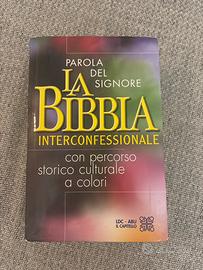 PAROLA
DEL
SIGNORE
LA
BIBBIA
INTERCONFESSIONALE
con percorso
storico culturale
a colori
LDC - ABU
IL CAPITELLO